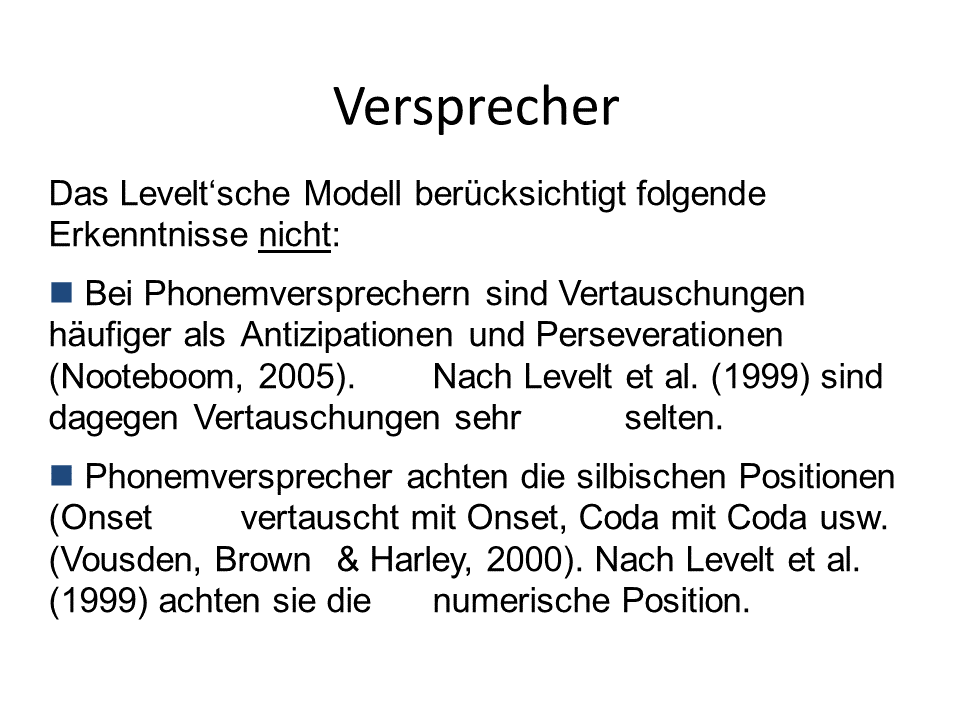 Versprecher
Das Levelt‘sche Modell berücksichtigt folgende
Erkenntnisse nicht:
Bei Phonemversprechern sind Vertauschungen
häufiger als Antizipationen und Perseverationen
(Nooteboom, 2005). Nach Levelt et al. (1999) sind
dagegen Vertauschungen sehr selten.
Phonemversprecher achten die silbischen Positionen
(Onset vertauscht mit Onset, Coda mit Coda usw.
(Vousden, Brown & Harley, 2000). Nach Levelt et al.
(1999) achten sie die numerische Position.